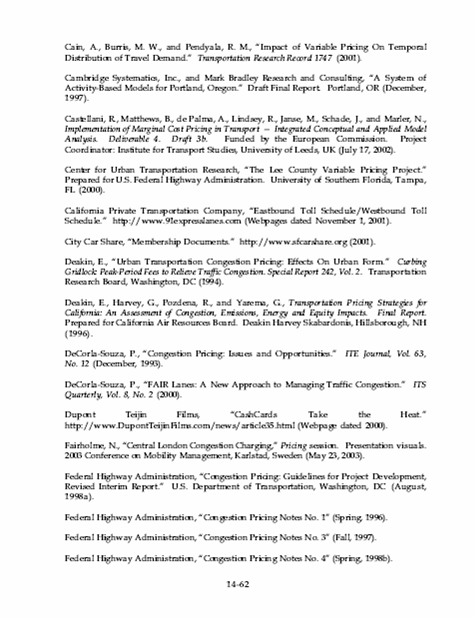 Cain, A., Burris, M. W., and Pendyala, R. M., “Impact of Variable Pricing On Temporal
Distribution of Travel Demand.” Transportation Research Record 1747 (2001).
Cambridge Systematics, Inc., and Mark Bradley Research and Consulting, “A System of
Activity-Based Models for Portland, Oregon.” Draft Final Report. Portland, OR (December,
1997).
Castellani, R., Matthews, B., de Palma, A., Lindsey, R., Janse, M., Schade, J., and Marler, N.,
Implementation of Marginal Cost Pricing in Transport — Integrated Conceptual and Applied Model
Analysis. Deliverable 4. Draft 3b. Funded by the European Commission. Project
Coordinator: Institute for Transport Studies, University of Leeds, UK (July 17, 2002).
Center for Urban Transportation Research, “The Lee County Variable Pricing Project.”
Prepared for U.S. Federal Highway Administration. University of Southern Florida, Tampa,
FL (2000).
California Private Transportation Company, “Eastbound Toll Schedule/Westbound Toll
Schedule.” http://www.91expresslanes.com (Webpages dated November 1, 2001).
City Car Share, “Membership Documents.” http://www.sfcarshare.org (2001).
Deakin, E., “Urban Transportation Congestion Pricing: Effects On Urban Form.” Curbing
Gridlock: Peak-Period Fees to Relieve Traffic Congestion. Special Report 242, Vol. 2. Transportation
Research Board, Washington, DC (1994).
Deakin, E., Harvey, G., Pozdena, R., and Yarema, G., Transportation Pricing Strategies for
California: An Assessment of Congestion, Emissions, Energy and Equity Impacts. Final Report.
Prepared for California Air Resources Board. Deakin Harvey Skabardonis, Hillsborough, NH
(1996).
DeCorla-Souza, P., “Congestion Pricing: Issues and Opportunities.” ITE Journal, Vol. 63,
No. 12 (December, 1993).
DeCorla-Souza, P., “FAIR Lanes: A New Approach to Managing Traffic Congestion.” ITS
Quarterly, Vol. 8, No. 2 (2000).
Dupont Teijin Films, “CashCards Take the Heat.”
http://www.DupontTeijinFilms.com/news/article35.html (Webpage dated 2000).
Fairholme, N., “Central London Congestion Charging,” Pricing session. Presentation visuals.
2003 Conference on Mobility Management, Karlstad, Sweden (May 23, 2003).
Federal Highway Administration, “Congestion Pricing: Guidelines for Project Development,
Revised Interim Report.” U.S. Department of Transportation, Washington, DC (August,
1998a).
Federal Highway Administration, “Congestion Pricing Notes No. 1” (Spring, 1996).
Federal Highway Administration, “Congestion Pricing Notes No. 3” (Fall, 1997).
Federal Highway Administration, “Congestion Pricing Notes No. 4” (Spring, 1998b).
14-62